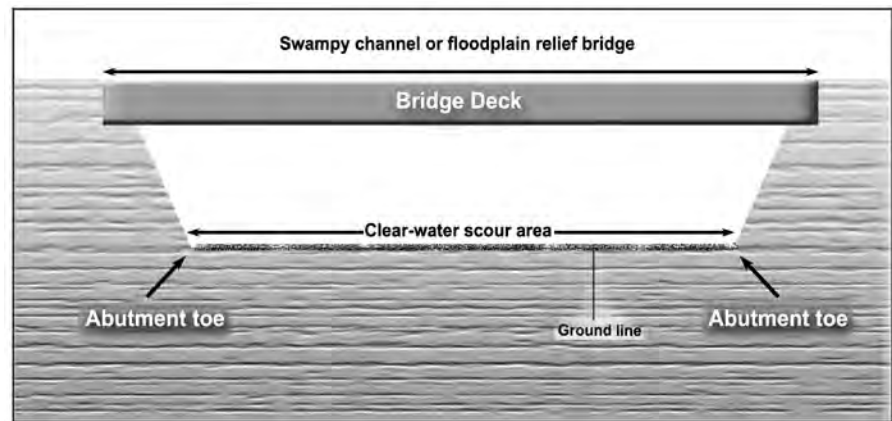 Swampy channel or floodplain relief bridge
Bridge Deck
Clear-water scour area
Abutment toe
Abutment toe
Ground line